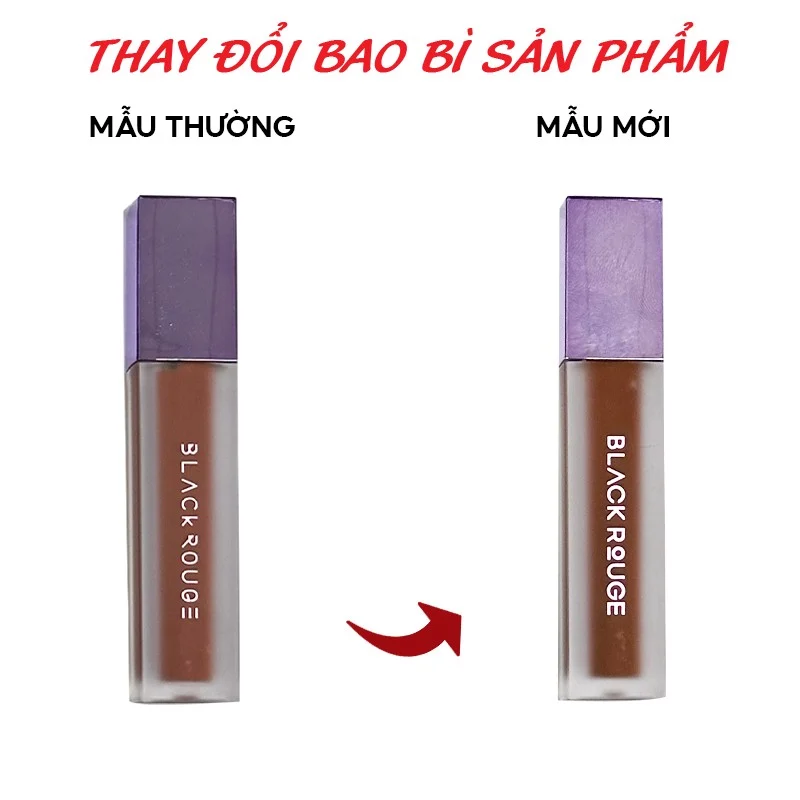 THAY ĐỔI BAO BÌ SẢN PHẨM
MẪU THƯỜNG
MẪU MỚI
BLACK ROUGE
BLACK ROUGE